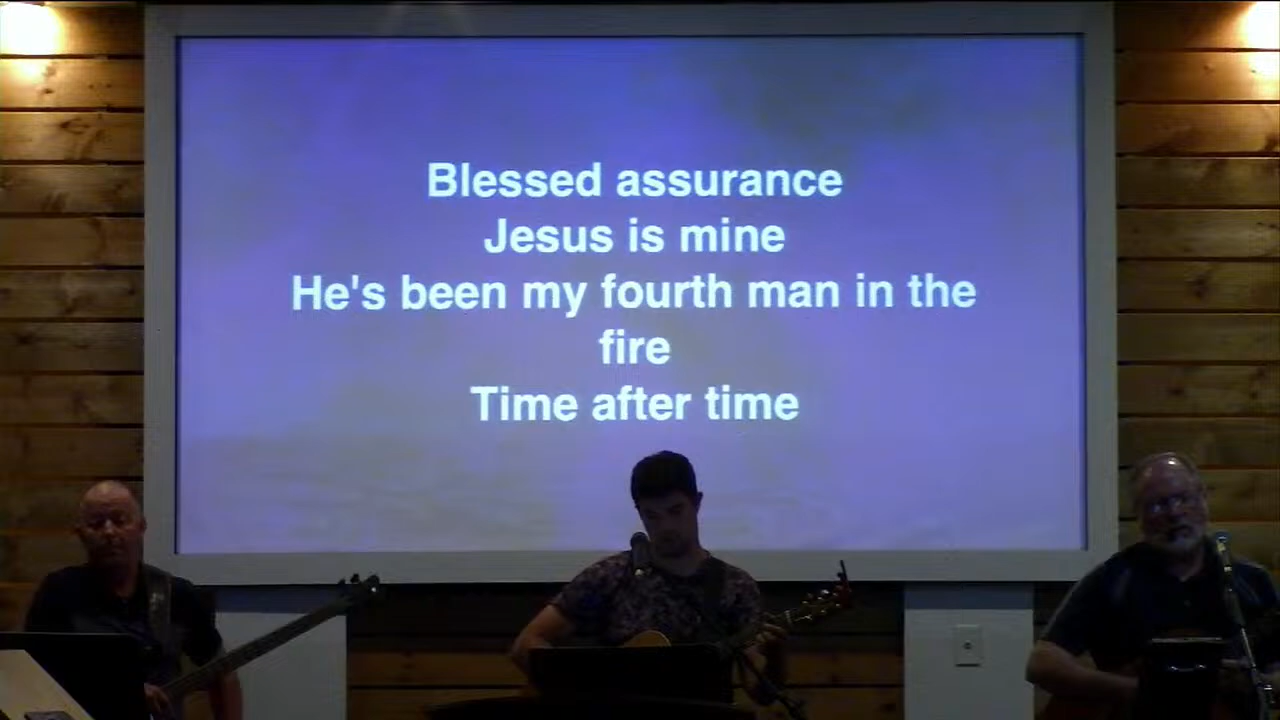 Blessed assurance
Jesus is mine
He's been my fourth man in the
fire
Time after time